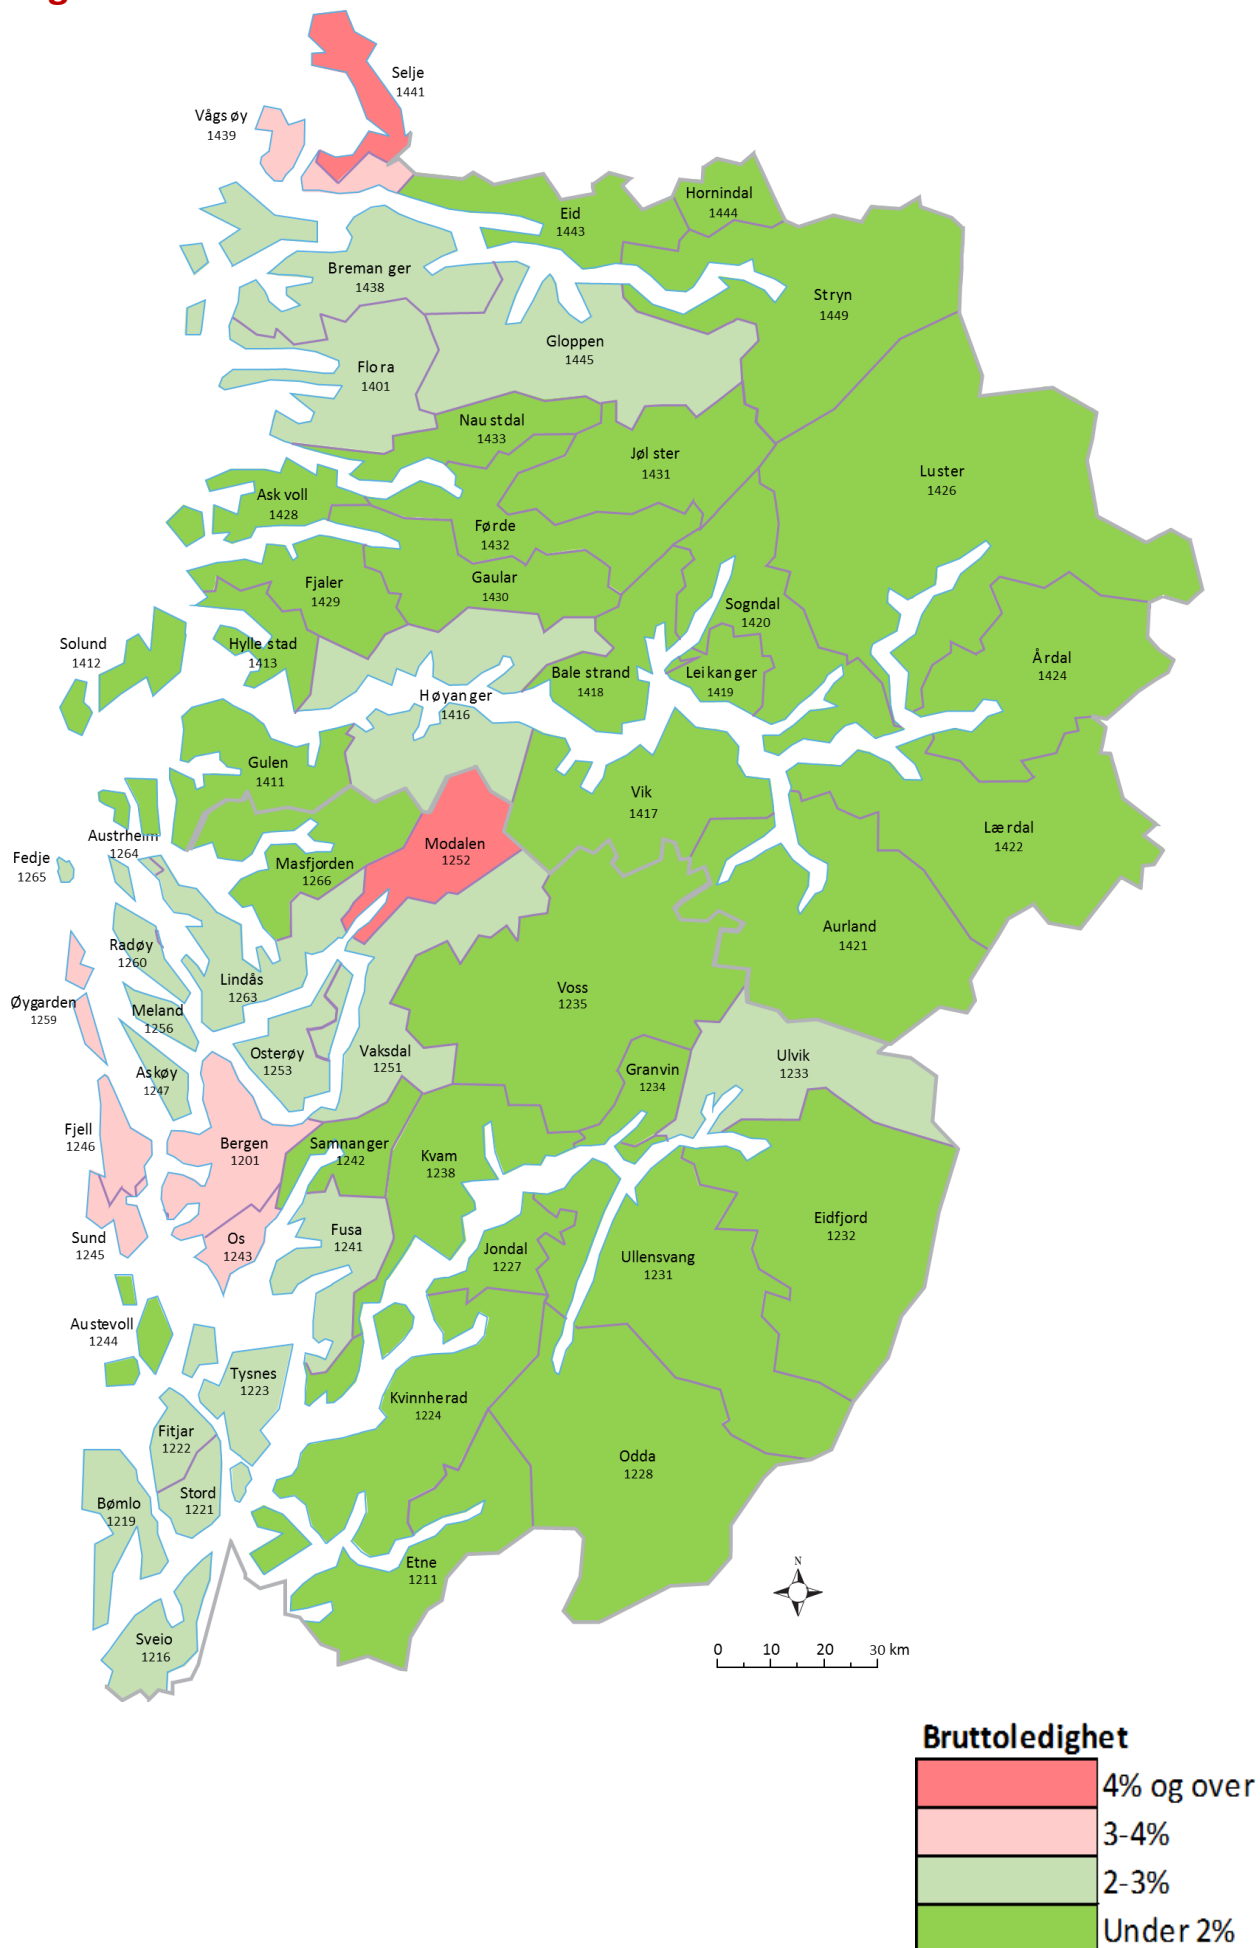 Selje
1441
Vågsøy
1439
Hornindal
1444
Eid
1443
Bremanger
1438
Stryn
1449
Gloppen
1445
Flora
1401
Naustdal
1433
Jølster
1431
Luster
1426
Askvoll
1428
Førde
1432
Fjaler
1429
Gaular
1430
Sogndal
1420
Solund
1412
Hyllestad
1413
Årdal
1424
Balestrand
1418
Leikanger
1419
Høyanger
1416
Gulen
1411
Vik
1417
Lærdal
1422
Austrheim
1264
Modalen
1252
Fedje
1265
Masfjorden
1266
Aurland
1421
Radøy
1260
Lindås
1263
Voss
1235
Øygarden
1259
Meland
1256
Osterøy
1253
Vaksdal
1251
Ulvik
1233
Askøy
1247
Granvin
1234
Fjell
1246
Bergen
1201
Samnanger
1242
Kvam
1238
Eidfjord
1232
Sund
1245
Os
1243
Fusa
1241
Jondal
1227
Ullensvang
1231
Austevoll
1244
Tysnes
1223
Kvinnherad
1224
Fitjar
1222
Odda
1228
Bømlo
1219
Stord
1221
Etne
1211
N
Sveio
1216
0 10 20 30 km
Bruttoledighet
4% og over
3-4%
2-3%
Under 2%